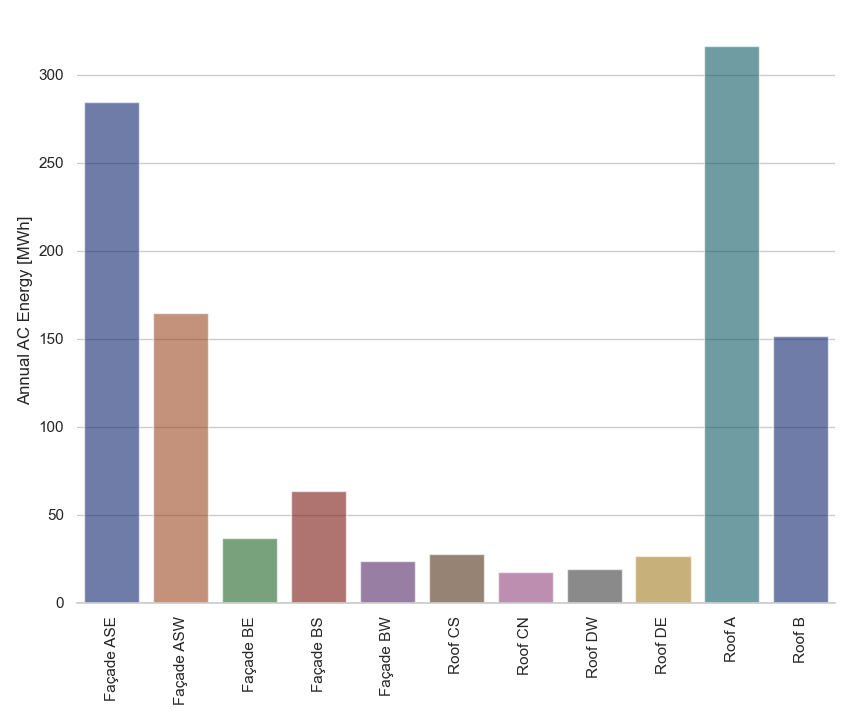 Annual AC Energy [MWh]
300
250
200
150
100
50
0
Façade ASE
Façade ASW
Façade BE
Façade BS
Façade BW
Roof CS
Roof CN
Roof DW
Roof DE
Roof A
Roof B